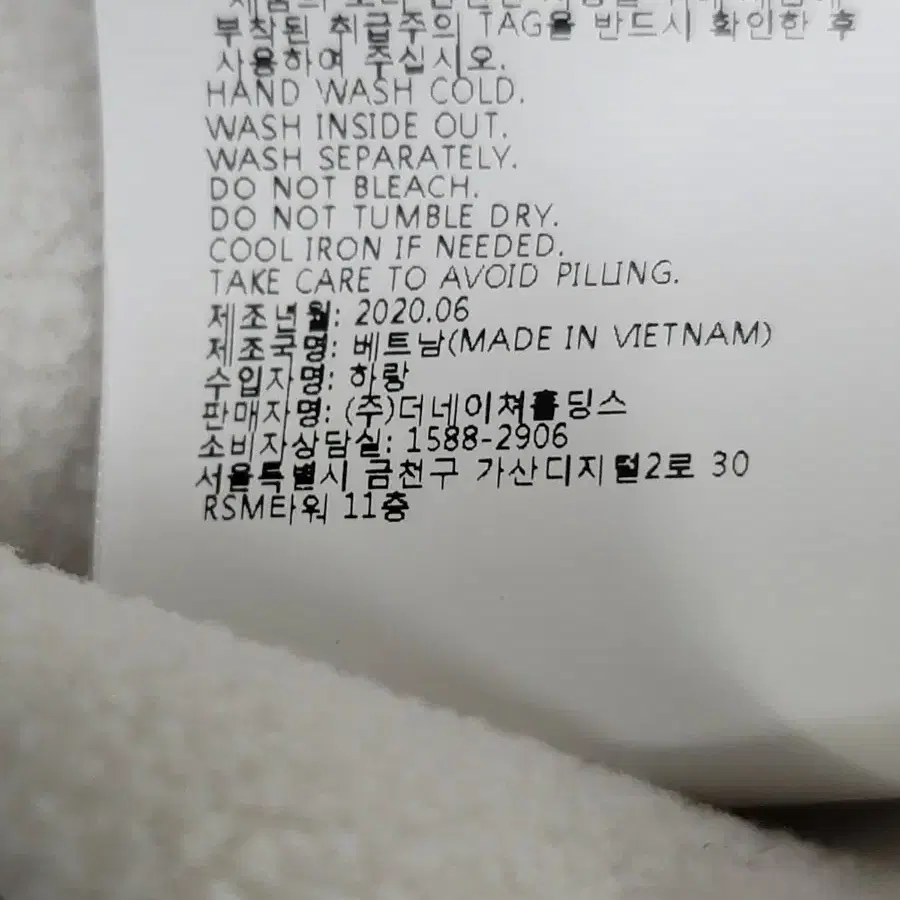 부착된 취급주의 TAG을 반드시 확인한 후
사용하여 주십시오.
HAND WASH COLD.
WASH INSIDE OUT.
WASH SEPARATELY.
DO NOT BLEACH.
DO NOT TUMBLE DRY.
COOL IRON IF NEEDED.
TAKE CARE TO AVOID PILLING.
제조년월: 2020.06
제조국명: 베트남(MADE IN VIETNAM)
수입자명: 하랑
판매자명: (주)더네이쳐홀딩스
소비자상담실: 1588-2906
서울특별시 금천구 가산디지털2로 30
RSM타워 11층